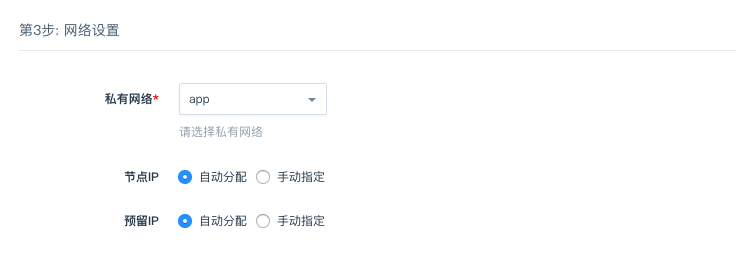 第3步: 网络设置
私有网络* app
请选择私有网络
节点IP 自动分配 手动指定
预留IP 自动分配 手动指定